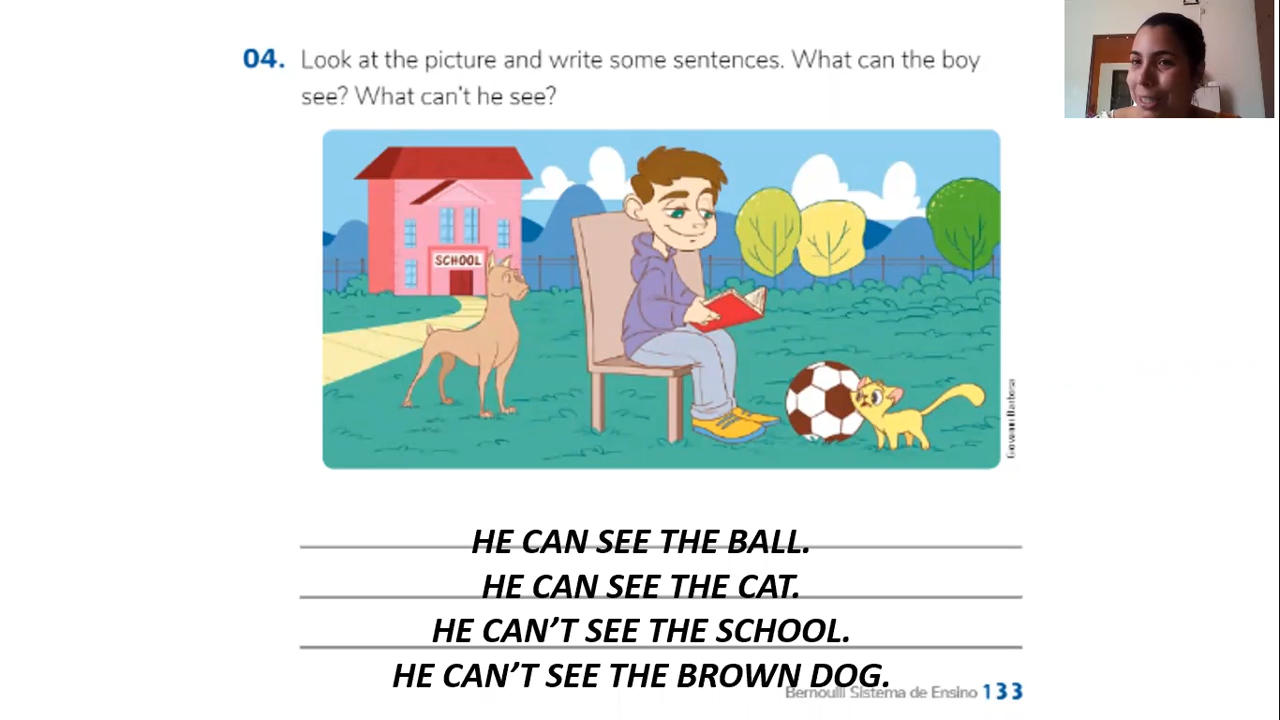 04. Look at the picture and write some sentences. What can the boy
see? What can't he see?
SCHOOL
Giovanni Barbosa
HE CAN SEE THE BALL.
HE CAN SEE THE CAT.
HE CAN’T SEE THE SCHOOL.
HE CAN’T SEE THE BROWN DOG.
Bernoulli Sistema de Ensino 133